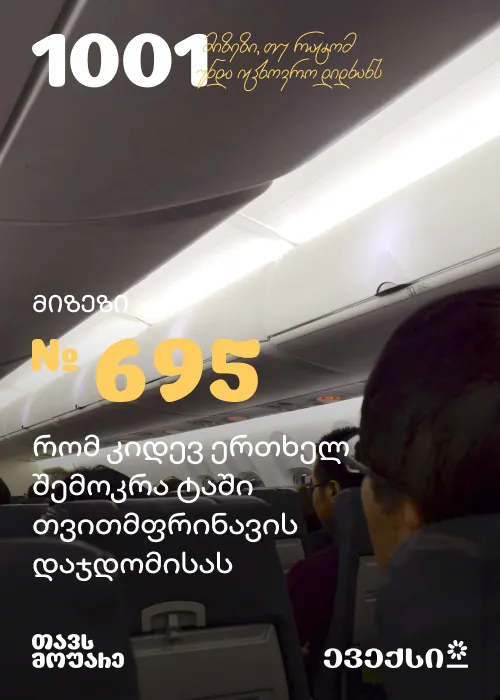 1001 მიზეზი, თუ რატომ
უნდა იცხოვრო დიდხანს
მიზეზი
№ 695
რომ კიდევ ერთხელ
შემოკრა ტაში
თვითმფრინავის
დაჯდომისას
თავს
მოუარე
ევექსი